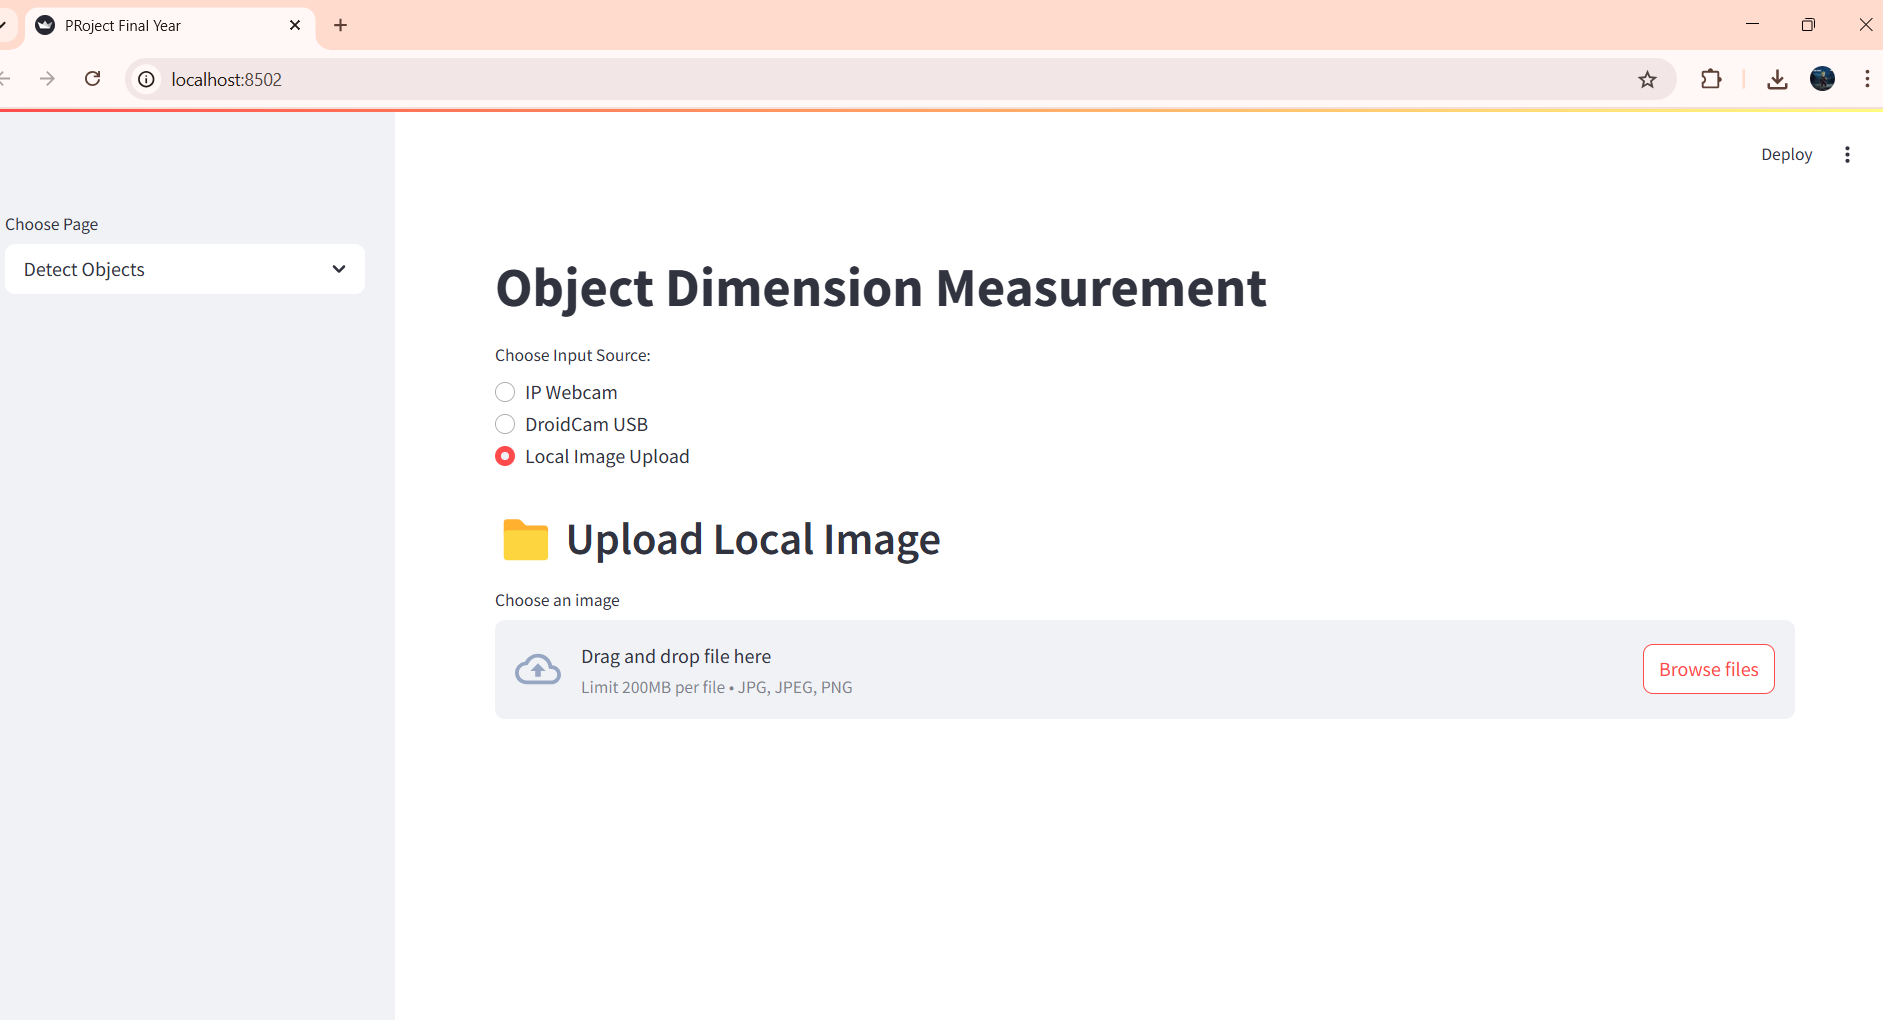 PRoject Final Year
localhost:8502
Deploy
Choose Page
Detect Objects
Object Dimension Measurement
Choose Input Source:
IP Webcam
DroidCam USB
Local Image Upload
Upload Local Image
Choose an image
Drag and drop file here
Limit 200MB per file • JPG, JPEG, PNG
Browse files